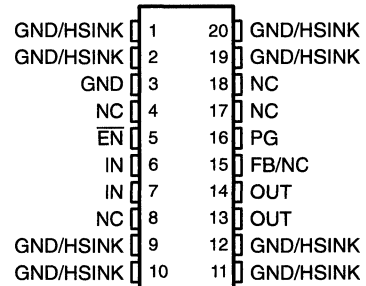 GND/HSINK 1 20 GND/HSINK
GND/HSINK 2 19 GND/HSINK
GND 3 18 NC
NC 4 17 NC
E̅N̅ 5 16 PG
IN 6 15 FB/NC
IN 7 14 OUT
NC 8 13 OUT
GND/HSINK 9 12 GND/HSINK
GND/HSINK 10 11 GND/HSINK